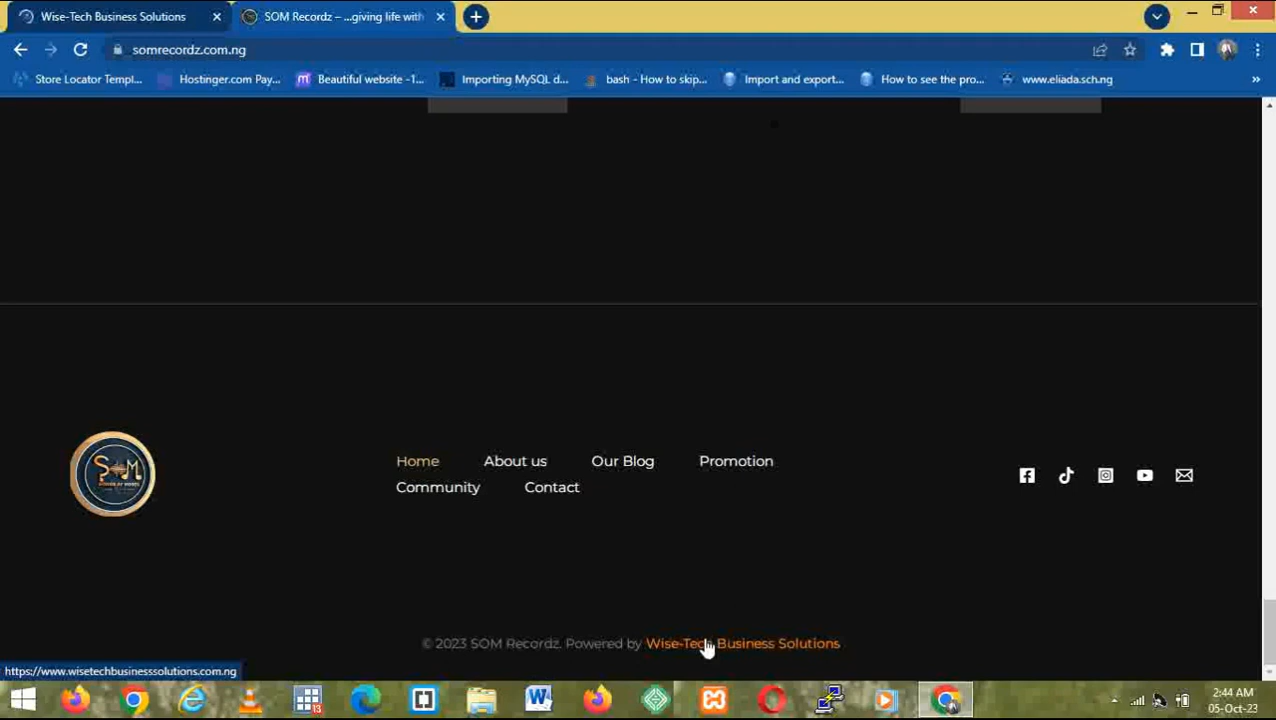 Wise-Tech Business Solutions
SOM Recordz – ...giving life with
somrecordz.com.ng
Store Locator Templ...
Hostinger.com Pay...
Beautiful website -1...
Importing MySQL d...
bash - How to skip...
Import and export...
How to see the pro...
www.eliada.sch.ng
SOM
Home
About us
Our Blog
Promotion
Community
Contact
© 2023 SOM Recordz. Powered by Wise-Tech Business Solutions
https://www.wisetechbusinesssolutions.com.ng
13
2:44 AM
05-Oct-23